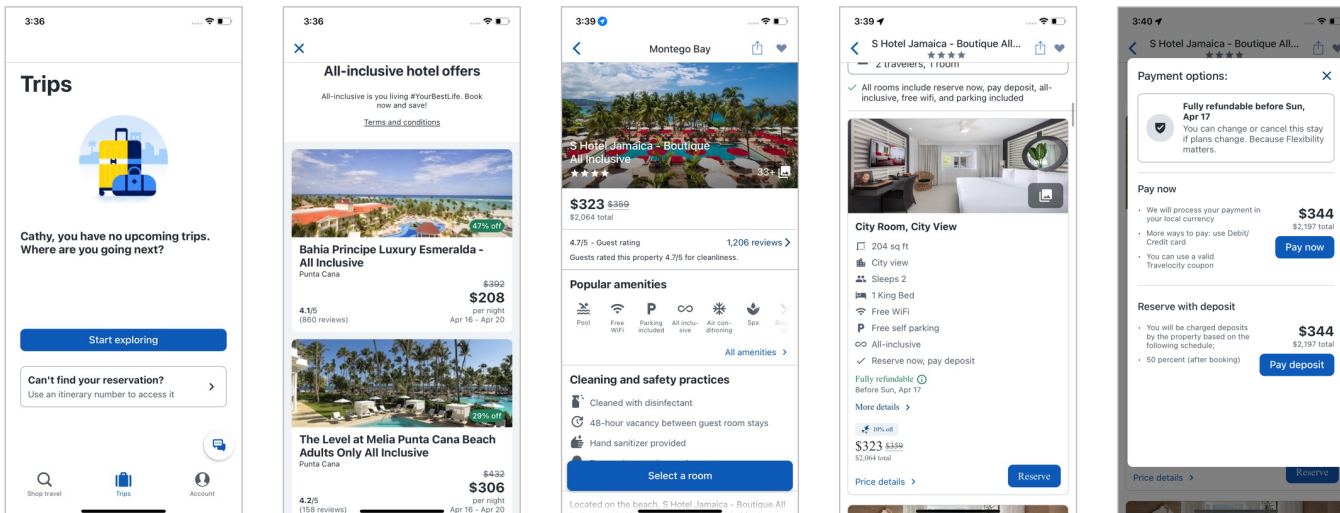 3:36
Trips
Cathy, you have no upcoming trips.
Where are you going next?
Start exploring
Can't find your reservation?
Use an itinerary number to access it
Shop travel
Trips
Account
3:36
All-inclusive hotel offers
All-inclusive is you living #YourBestLife. Book
now and save!
Terms and conditions
47% off
Bahia Principe Luxury Esmeralda -
All Inclusive
Punta Cana
$392
$208
4.1/5
per night
(860 reviews)
Apr 16 - Apr 20
29% off
The Level at Melia Punta Cana Beach
Adults Only All Inclusive
Punta Cana
$432
$306
4.2/5
per night
(158 reviews)
Apr 16 - Apr 20
3:39
Montego Bay
S Hotel Jamaica - Boutique
All Inclusive
33+
$323 $359
$2,064 total
4.7/5 - Guest rating
1,206 reviews
Guests rated this property 4.7/5 for cleanliness.
Popular amenities
Pool
Free
WiFi
Parking
included
All inclu-
sive
Air con-
ditioning
Spa
All amenities
Cleaning and safety practices
Cleaned with disinfectant
48-hour vacancy between guest room stays
Hand sanitizer provided
Select a room
Located on the beach, S Hotel Jamaica - Boutique All
3:39
S Hotel Jamaica - Boutique All...
2 travelers, 1 room
All rooms include reserve now, pay deposit, all-
inclusive, free wifi, and parking included
City Room, City View
204 sq ft
City view
Sleeps 2
1 King Bed
Free WiFi
P Free self parking
All-inclusive
Reserve now, pay deposit
Fully refundable
Before Sun, Apr 17
More details
10% off
$323 $359
$2,064 total
Price details
Reserve
3:40
S Hotel Jamaica - Boutique All...
Payment options:
Fully refundable before Sun,
Apr 17
You can change or cancel this stay
if plans change. Because Flexibility
matters.
Pay now
• We will process your payment in
your local currency
• More ways to pay: use Debit/
Credit card
• You can use a valid
Travelocity coupon
$344
$2,197 total
Pay now
Reserve with deposit
• You will be charged deposits
by the property based on the
following schedule;
• 50 percent (after booking)
$344
$2,197 total
Pay deposit
Price details
Reserve